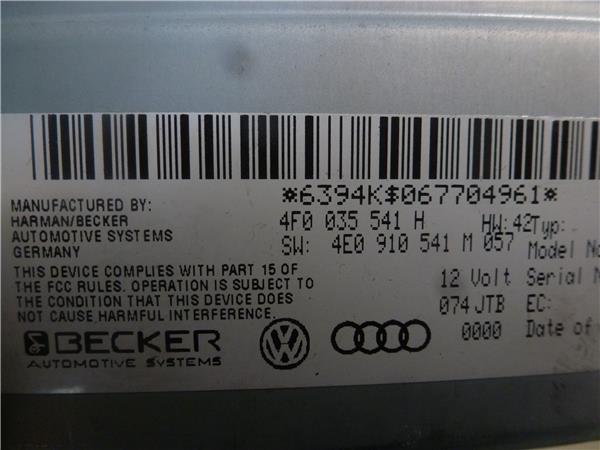 *6394K$067704961*
MANUFACTURED BY:
HARMAN/BECKER
AUTOMOTIVE SYSTEMS
GERMANY
4F0 035 541 H HW:42 Typ:
SW: 4E0 910 541 M 057 Model No
THIS DEVICE COMPLIES WITH PART 15 OF
THE FCC RULES. OPERATION IS SUBJECT TO
THE CONDITION THAT THIS DEVICE DOES
NOT CAUSE HARMFUL INTERFERENCE.
12 Volt Serial N
074 JTB EC:
0000 Date of
BECKER
AUTOMOTIVE SYSTEMS